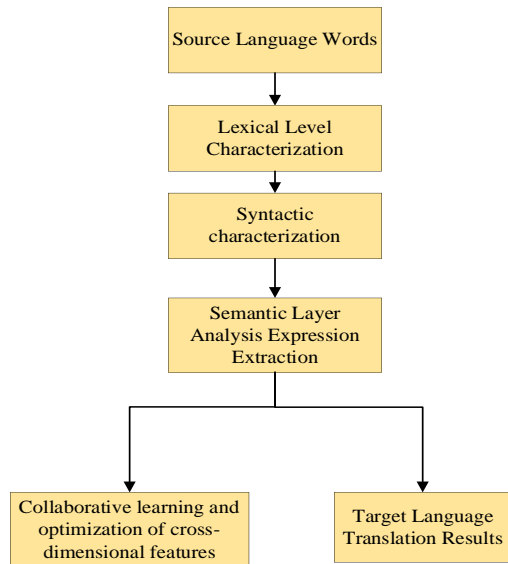 Source Language Words
Lexical Level
Characterization
Syntactic
characterization
Semantic Layer
Analysis Expression
Extraction
Collaborative learning and
optimization of cross-
dimensional features
Target Language
Translation Results